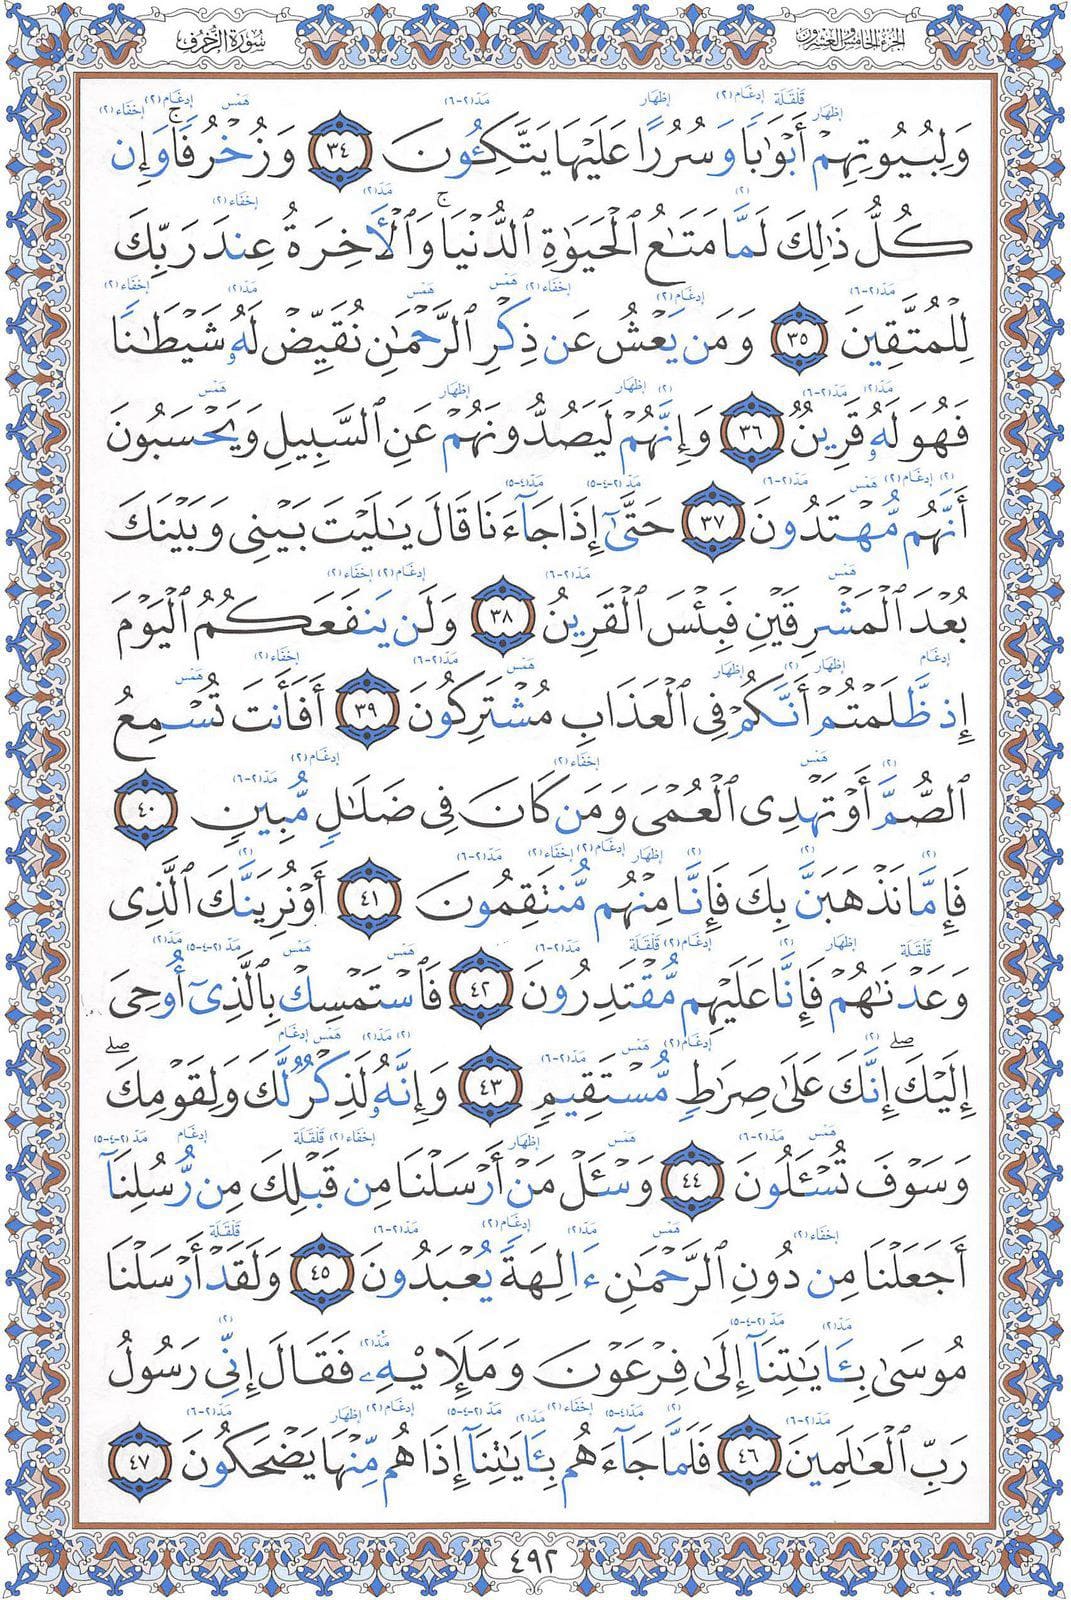 سورة الزخرف
الجزء الخامس والعشرون
وَلِبُيُوتِهِمْ أَبْوَٰبًا وَسُرُرًا عَلَيْهَا يَتَّكِـُٔونَ ٣٤ وَزُخْرُفًا ۚ وَإِن
كُلُّ ذَٰلِكَ لَمَّا مَتَـٰعُ ٱلْحَيَوٰةِ ٱلدُّنْيَا ۚ وَٱلْـَٔاخِرَةُ عِندَ رَبِّكَ
لِلْمُتَّقِينَ ٣٥ وَمَن يَعْشُ عَن ذِكْرِ ٱلرَّحْمَـٰنِ نُقَيِّضْ لَهُۥ شَيْطَـٰنًا
فَهُوَ لَهُۥ قَرِينٌ ٣٦ وَإِنَّهُمْ لَيَصُدُّونَهُمْ عَنِ ٱلسَّبِيلِ وَيَحْسَبُونَ
أَنَّهُم مُّهْتَدُونَ ٣٧ حَتَّىٰٓ إِذَا جَآءَنَا قَالَ يَـٰلَيْتَ بَيْنِى وَبَيْنَكَ
بُعْدَ ٱلْمَشْرِقَيْنِ فَبِئْسَ ٱلْقَرِينُ ٣٨ وَلَن يَنفَعَكُمُ ٱلْيَوْمَ
إِذ ظَّلَمْتُمْ أَنَّكُمْ فِى ٱلْعَذَابِ مُشْتَرِكُونَ ٣٩ أَفَأَنتَ تُسْمِعُ
ٱلصُّمَّ أَوْ تَهْدِى ٱلْعُمْىَ وَمَن كَانَ فِى ضَلَـٰلٍ مُّبِينٍ ٤٠
فَإِمَّا نَذْهَبَنَّ بِكَ فَإِنَّا مِنْهُم مُّنتَقِمُونَ ٤١ أَوْ نُرِيَنَّكَ ٱلَّذِى
وَعَدْنَـٰهُمْ فَإِنَّا عَلَيْهِم مُّقْتَدِرُونَ ٤٢ فَٱسْتَمْسِكْ بِٱلَّذِىٓ أُوحِىَ
إِلَيْكَ ۖ إِنَّكَ عَلَىٰ صِرَٰطٍ مُّسْتَقِيمٍ ٤٣ وَإِنَّهُۥ لَذِكْرٌ لَّكَ وَلِقَوْمِكَ ۖ
وَسَوْفَ تُسْـَٔلُونَ ٤٤ وَسْـَٔلْ مَنْ أَرْسَلْنَا مِن قَبْلِكَ مِن رُّسُلِنَآ
أَجَعَلْنَا مِن دُونِ ٱلرَّحْمَـٰنِ ءَالِهَةً يُعْبَدُونَ ٤٥ وَلَقَدْ أَرْسَلْنَا
مُوسَىٰ بِـَٔايَـٰتِنَآ إِلَىٰ فِرْعَوْنَ وَمَلَإِي۟هِۦ فَقَالَ إِنِّى رَسُولُ
رَبِّ ٱلْعَـٰلَمِينَ ٤٦ فَلَمَّا جَآءَهُم بِـَٔايَـٰتِنَآ إِذَا هُم مِّنْهَا يَضْحَكُونَ ٤٧
٤٩٢